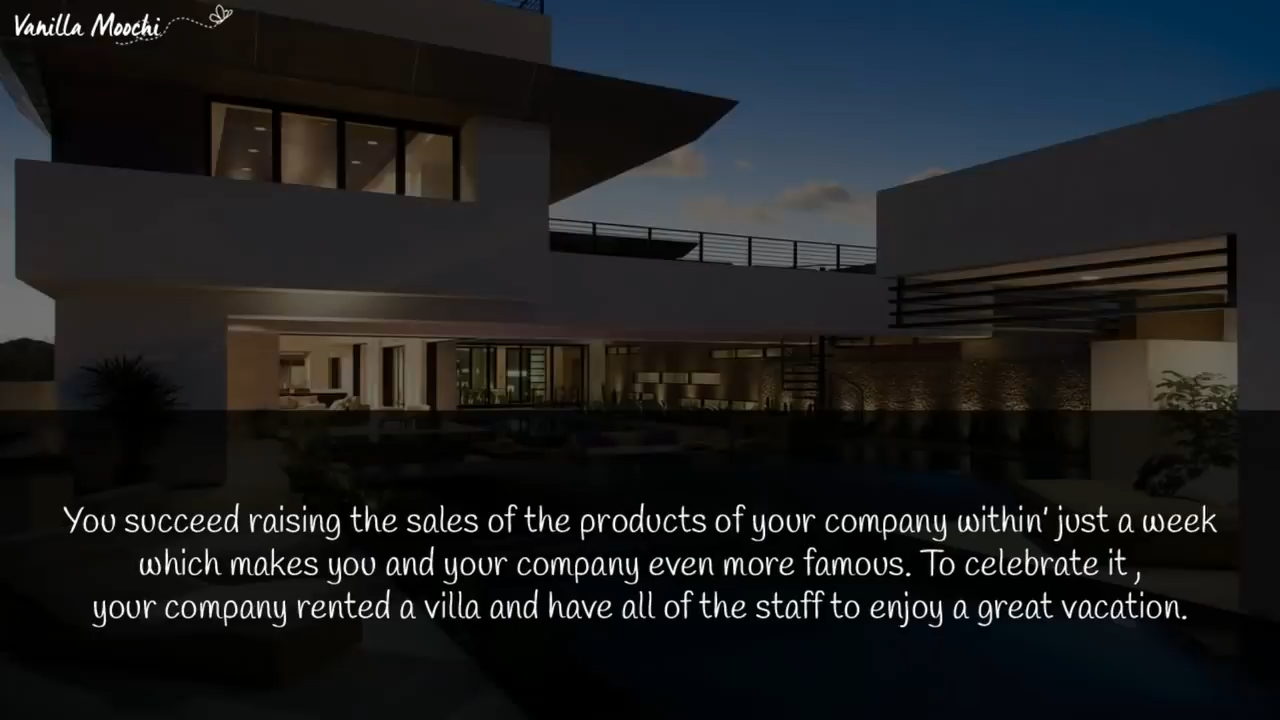 Vanilla Moochi
You succeed raising the sales of the products of your company within' just a week
which makes you and your company even more famous. To celebrate it,
your company rented a villa and have all of the staff to enjoy a great vacation.